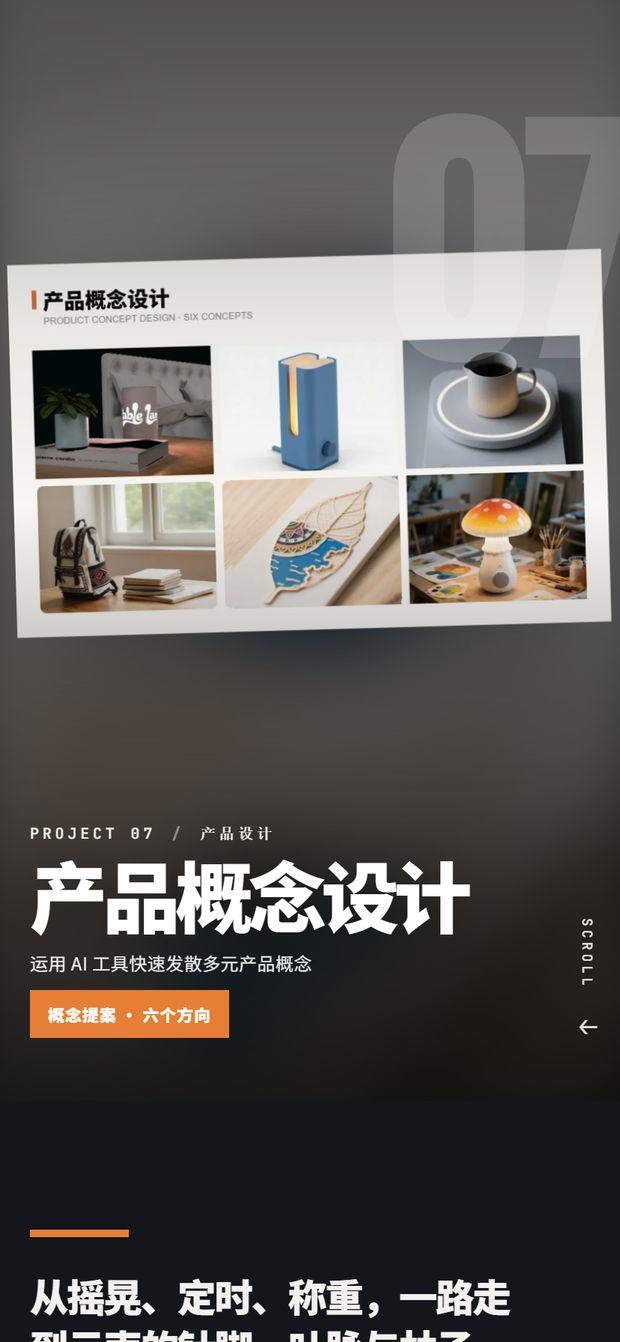 07
产品概念设计
PRODUCT CONCEPT DESIGN · SIX CONCEPTS
PROJECT 07 / 产品设计
产品概念设计
运用 AI 工具快速发散多元产品概念
概念提案 · 六个方向
SCROLL
从摇晃、定时、称重，一路走